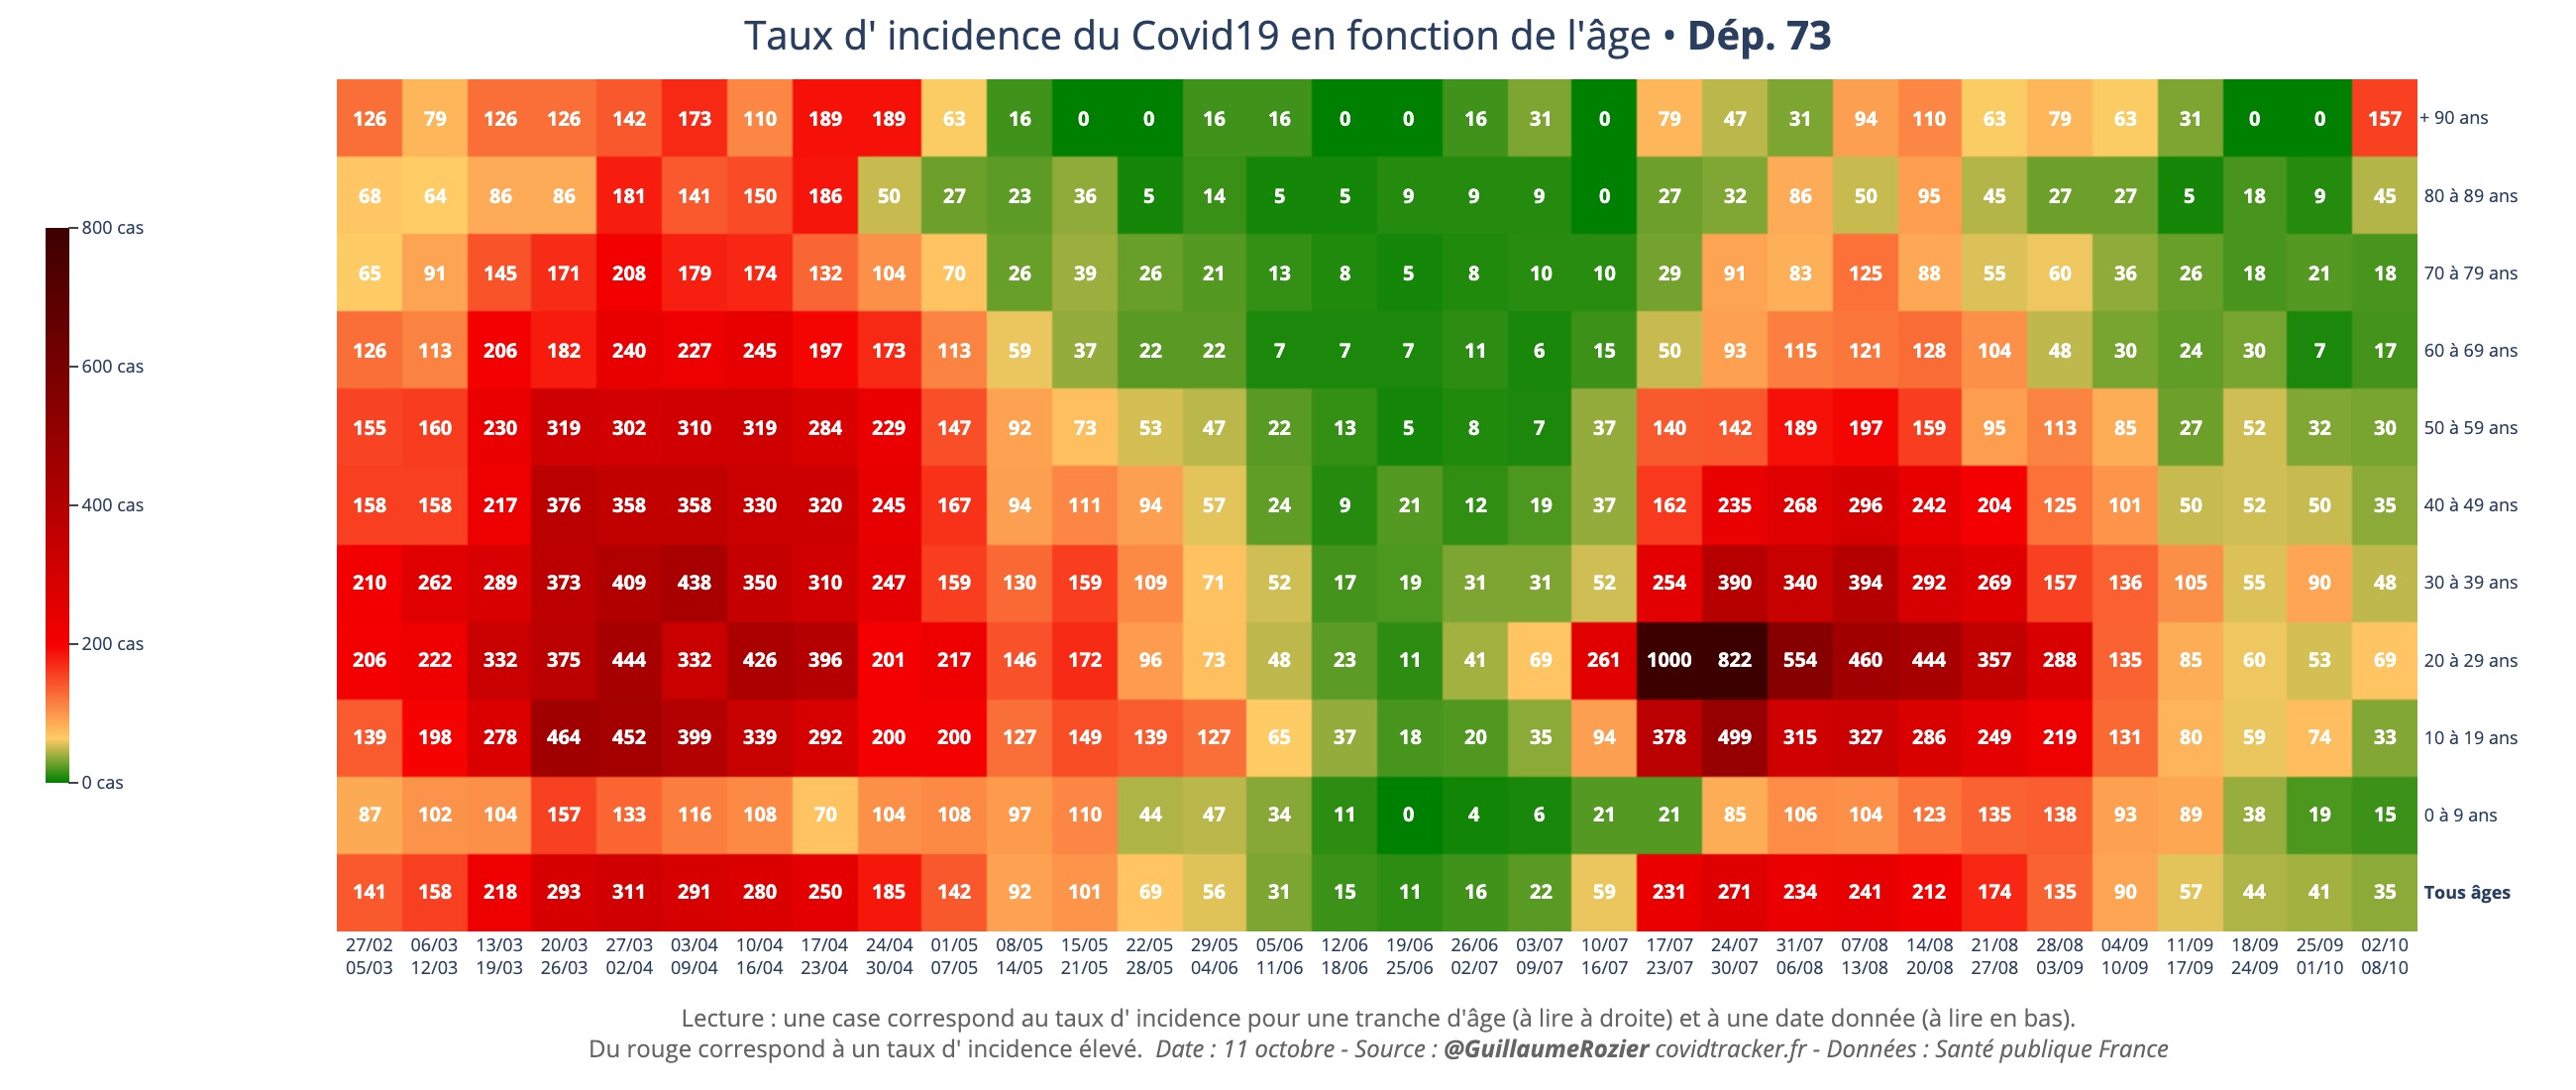 Taux d' incidence du Covid19 en fonction de l'âge • Dép. 73
800 cas
600 cas
400 cas
200 cas
0 cas
126 79 126 126 142 173 110 189 189 63 16 0 0 16 16 0 0 16 31 0 79 47 31 94 110 63 79 63 31 0 0 157 + 90 ans
68 64 86 86 181 141 150 186 50 27 23 36 5 14 5 5 9 9 9 0 27 32 86 50 95 45 27 27 5 18 9 45 80 à 89 ans
65 91 145 171 208 179 174 132 104 70 26 39 26 21 13 8 5 8 10 10 29 91 83 125 88 55 60 36 26 18 21 18 70 à 79 ans
126 113 206 182 240 227 245 197 173 113 59 37 22 22 7 7 7 11 6 15 50 93 115 121 128 104 48 30 24 30 7 17 60 à 69 ans
155 160 230 319 302 310 319 284 229 147 92 73 53 47 22 13 5 8 7 37 140 142 189 197 159 95 113 85 27 52 32 30 50 à 59 ans
158 158 217 376 358 358 330 320 245 167 94 111 94 57 24 9 21 12 19 37 162 235 268 296 242 204 125 101 50 52 50 35 40 à 49 ans
210 262 289 373 409 438 350 310 247 159 130 159 109 71 52 17 19 31 31 52 254 390 340 394 292 269 157 136 105 55 90 48 30 à 39 ans
206 222 332 375 444 332 426 396 201 217 146 172 96 73 48 23 11 41 69 261 1000 822 554 460 444 357 288 135 85 60 53 69 20 à 29 ans
139 198 278 464 452 399 339 292 200 200 127 149 139 127 65 37 18 20 35 94 378 499 315 327 286 249 219 131 80 59 74 33 10 à 19 ans
87 102 104 157 133 116 108 70 104 108 97 110 44 47 34 11 0 4 6 21 21 85 106 104 123 135 138 93 89 38 19 15 0 à 9 ans
141 158 218 293 311 291 280 250 185 142 92 101 69 56 31 15 11 16 22 59 231 271 234 241 212 174 135 90 57 44 41 35 Tous âges
27/02 06/03 13/03 20/03 27/03 03/04 10/04 17/04 24/04 01/05 08/05 15/05 22/05 29/05 05/06 12/06 19/06 26/06 03/07 10/07 17/07 24/07 31/07 07/08 14/08 21/08 28/08 04/09 11/09 18/09 25/09 02/10
05/03 12/03 19/03 26/03 02/04 09/04 16/04 23/04 30/04 07/05 14/05 21/05 28/05 04/06 11/06 18/06 25/06 02/07 09/07 16/07 23/07 30/07 06/08 13/08 20/08 27/08 03/09 10/09 17/09 24/09 01/10 08/10
Lecture : une case correspond au taux d' incidence pour une tranche d'âge (à lire à droite) et à une date donnée (à lire en bas).
Du rouge correspond à un taux d' incidence élevé. Date : 11 octobre - Source : @GuillaumeRozier covidtracker.fr - Données : Santé publique France